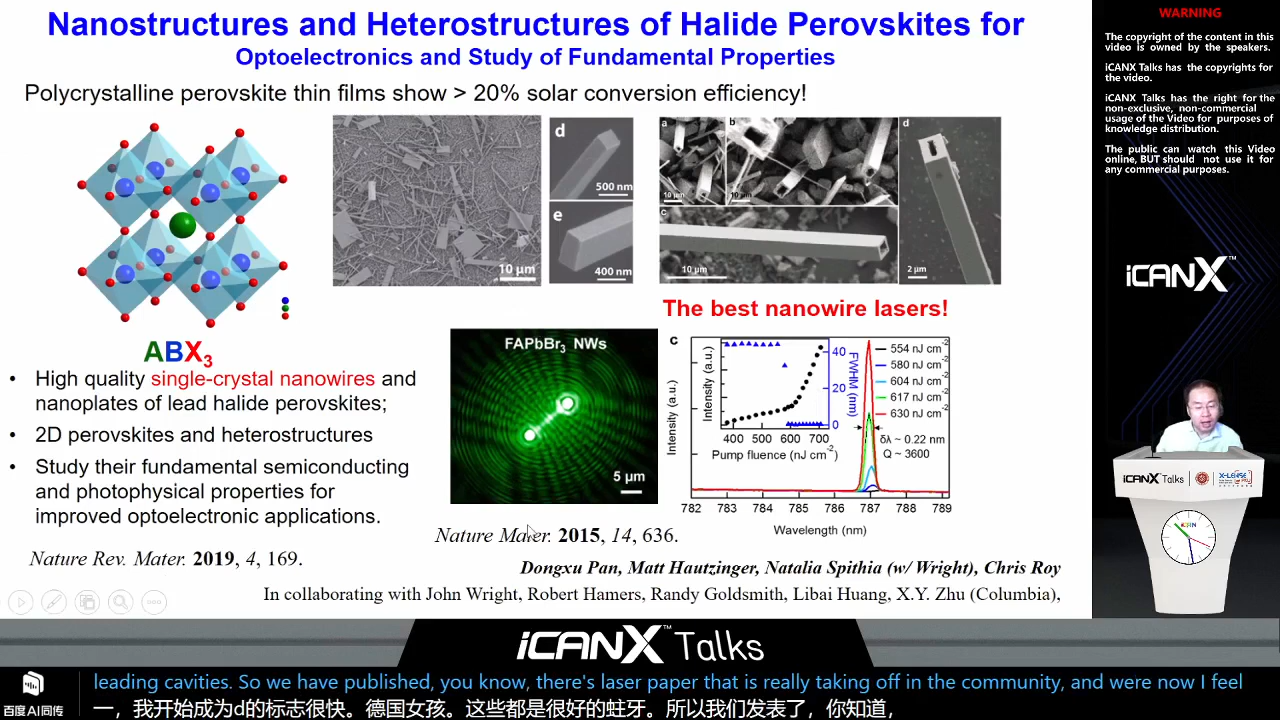 Nanostructures and Heterostructures of Halide Perovskites for
Optoelectronics and Study of Fundamental Properties
Polycrystalline perovskite thin films show > 20% solar conversion efficiency!
ABX3
• High quality single-crystal nanowires and
nanoplates of lead halide perovskites;
• 2D perovskites and heterostructures
• Study their fundamental semiconducting
and photophysical properties for
improved optoelectronic applications.
Nature Rev. Mater. 2019, 4, 169.
10 μm
d
500 nm
e
400 nm
a
10 μm
b
10 μm
c
10 μm
d
2 μm
The best nanowire lasers!
FAPbBr3 NWs
5 μm
c
Intensity (a.u.)
Intensity (a.u.)
40
20
0
FWHM (nm)
400 500 600 700
Pump fluence (nJ cm-2)
554 nJ cm-2
580 nJ cm-2
604 nJ cm-2
617 nJ cm-2
630 nJ cm-2
δλ ~ 0.22 nm
Q ~ 3600
782 783 784 785 786 787 788 789
Wavelength (nm)
Nature Mater. 2015, 14, 636.
Dongxu Pan, Matt Hautzinger, Natalia Spithia (w/ Wright), Chris Roy
In collaborating with John Wright, Robert Hamers, Randy Goldsmith, Libai Huang, X.Y. Zhu (Columbia),
WARNING
The copyright of the content in this
video is owned by the speakers.
iCANX Talks has the copyrights for
the video.
iCANX Talks has the right for the
non-exclusive, non-commercial
usage of the Video for purposes of
knowledge distribution.
The public can watch this Video
online, BUT should not use it for
any commercial purposes.
iCANX™
iCANX Talks
iCANX™ Talks
百度AI同传
leading cavities. So we have published, you know, there's laser paper that is really taking off in the community, and were now I feel
一，我开始成为d的标志很快。德国女孩。这些都是很好的蛀牙。所以我们发表了，你知道，